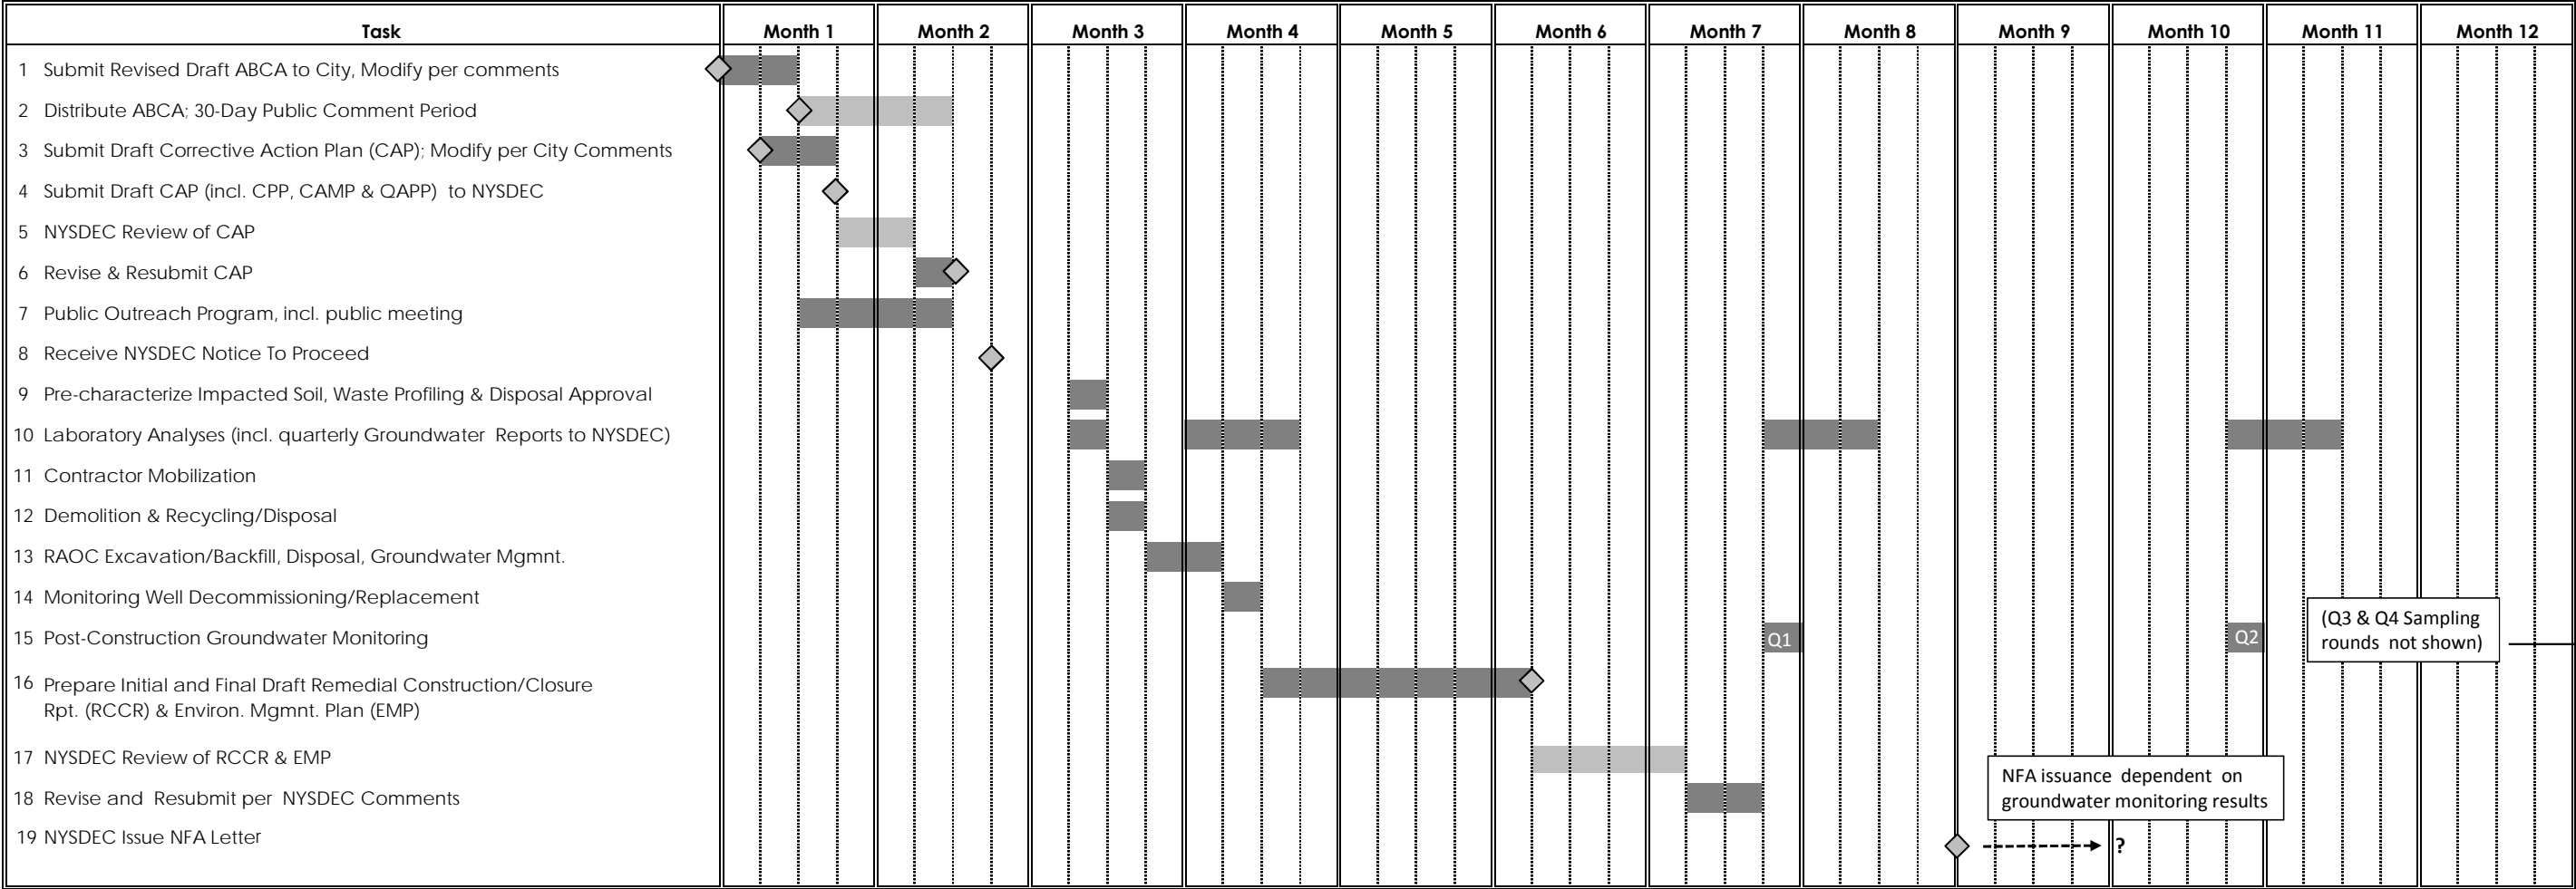 Task Month 1 Month 2 Month 3 Month 4 Month 5 Month 6 Month 7 Month 8 Month 9 Month 10 Month 11 Month 12
1 Submit Revised Draft ABCA to City, Modify per comments
2 Distribute ABCA; 30-Day Public Comment Period
3 Submit Draft Corrective Action Plan (CAP); Modify per City Comments
4 Submit Draft CAP (incl. CPP, CAMP & QAPP) to NYSDEC
5 NYSDEC Review of CAP
6 Revise & Resubmit CAP
7 Public Outreach Program, incl. public meeting
8 Receive NYSDEC Notice To Proceed
9 Pre-characterize Impacted Soil, Waste Profiling & Disposal Approval
10 Laboratory Analyses (incl. quarterly Groundwater Reports to NYSDEC)
11 Contractor Mobilization
12 Demolition & Recycling/Disposal
13 RAOC Excavation/Backfill, Disposal, Groundwater Mgmnt.
14 Monitoring Well Decommissioning/Replacement
15 Post-Construction Groundwater Monitoring Q1 Q2
(Q3 & Q4 Sampling
rounds not shown)
16 Prepare Initial and Final Draft Remedial Construction/Closure
Rpt. (RCCR) & Environ. Mgmnt. Plan (EMP)
17 NYSDEC Review of RCCR & EMP
18 Revise and Resubmit per NYSDEC Comments
NFA issuance dependent on
groundwater monitoring results
19 NYSDEC Issue NFA Letter ?